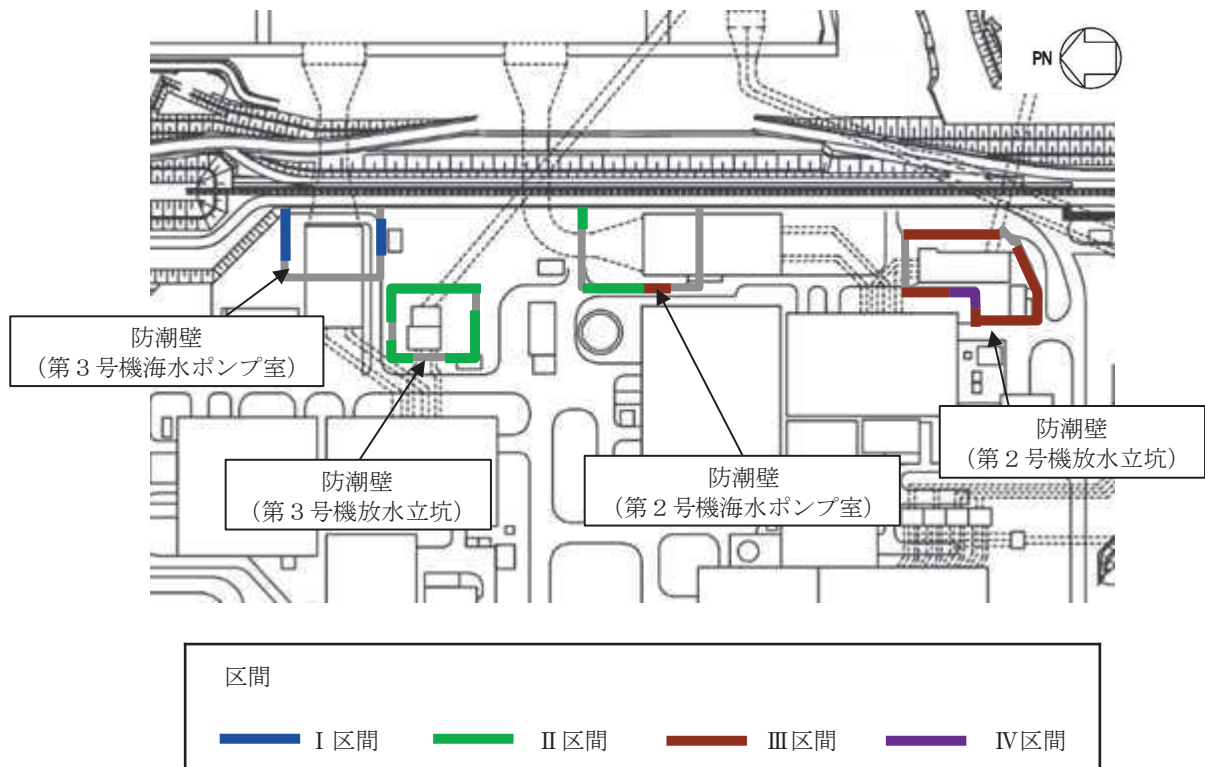 PN
防潮壁
(第3号機海水ポンプ室)
防潮壁
(第3号機放水立坑)
防潮壁
(第2号機海水ポンプ室)
防潮壁
(第2号機放水立坑)
区間
Ⅰ区間
Ⅱ区間
Ⅲ区間
Ⅳ区間